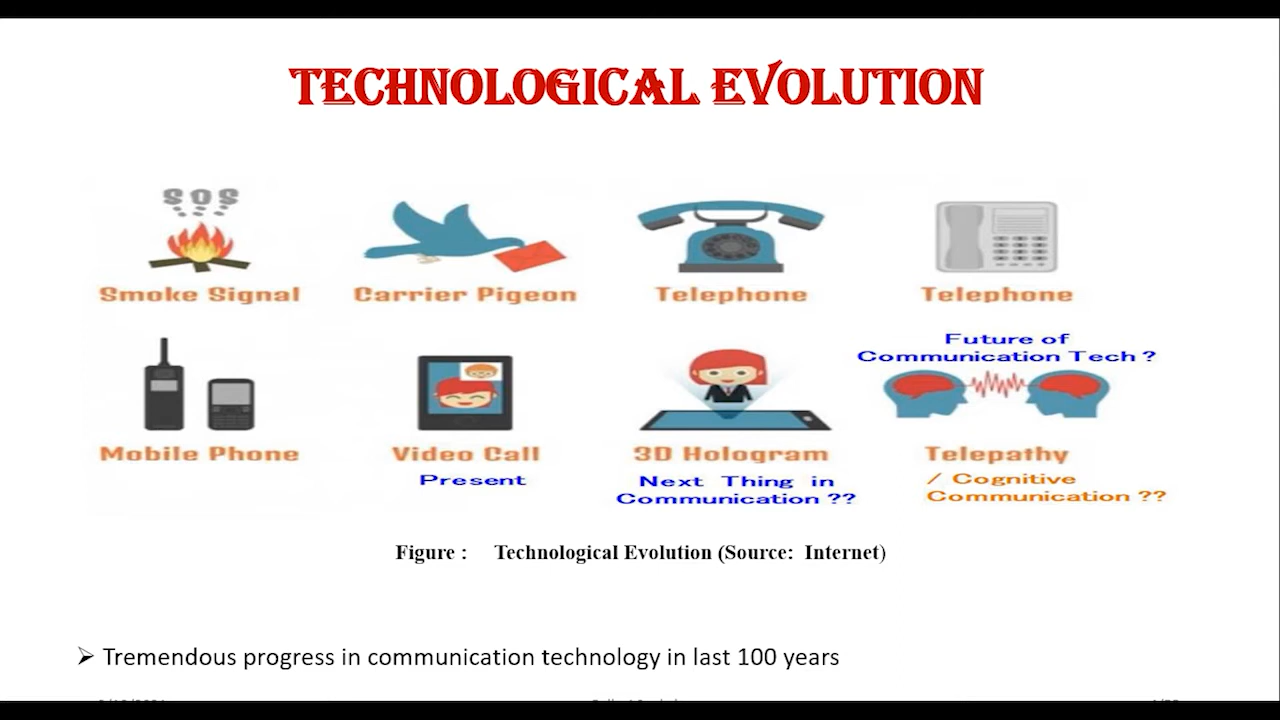 TECHNOLOGICAL EVOLUTION
SOS
Smoke Signal
Carrier Pigeon
Telephone
Telephone
Future of
Communication Tech ?
Mobile Phone
Video Call
3D Hologram
Telepathy
Present
Next Thing in
Communication ??
/ Cognitive
Communication ??
Figure : Technological Evolution (Source: Internet)
➢ Tremendous progress in communication technology in last 100 years